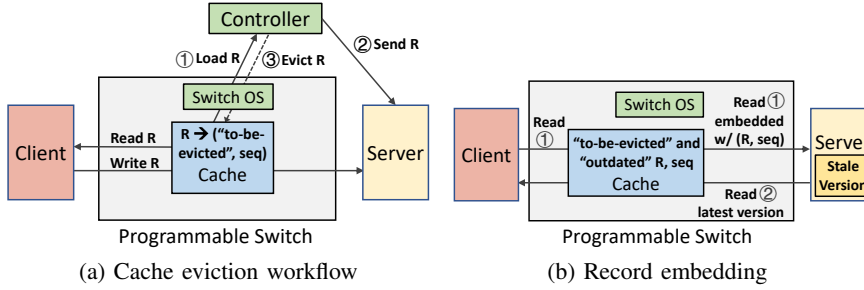 Controller
① Load R
③ Evict R
② Send R
Switch OS
Client
Read R
Write R
R → (“to-be-
evicted”, seq)
Cache
Server
Programmable Switch
(a) Cache eviction workflow
Switch OS
Client
Read
①
“to-be-evicted” and
“outdated” R, seq
Cache
Read ①
embedded
w/ (R, seq)
Read ②
latest version
Server
Stale
Version
Programmable Switch
(b) Record embedding